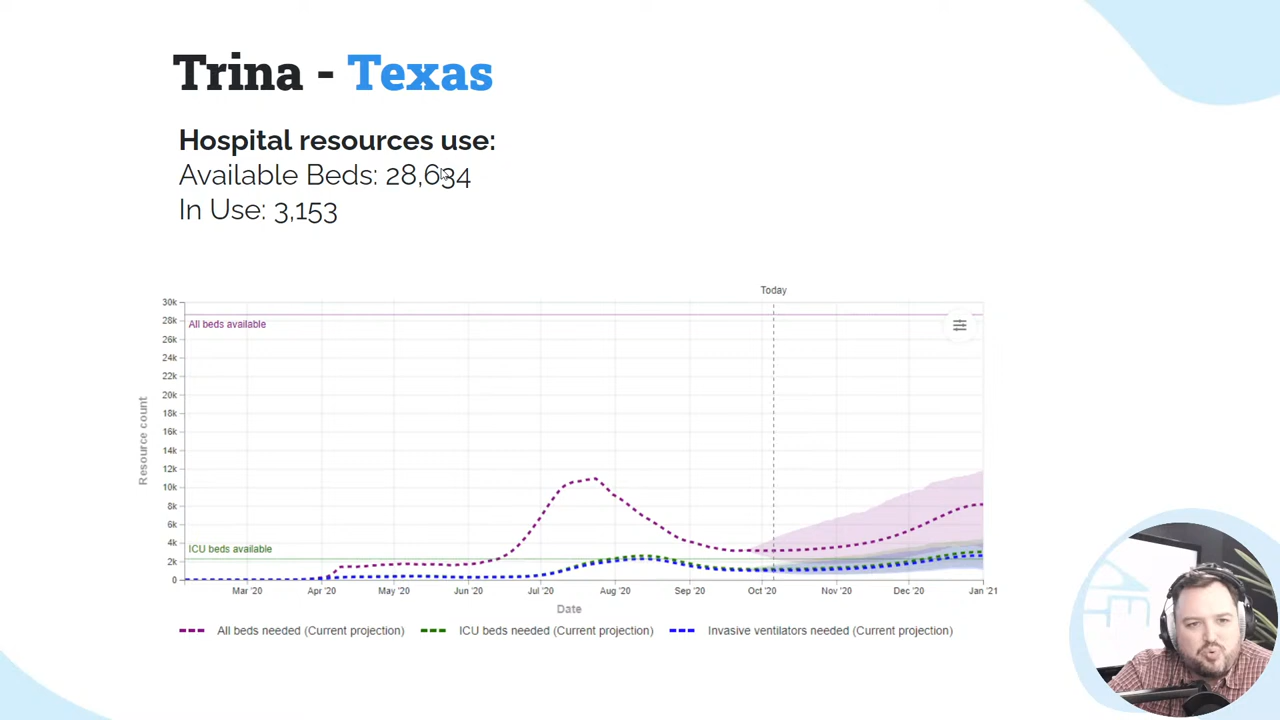 Trina - Texas
Hospital resources use:
Available Beds: 28,634
In Use: 3,153
Today
30k
All beds available
28k
26k
24k
22k
20k
18k
16k
14k
12k
10k
8k
6k
4k
ICU beds available
2k
0
Resource count
Mar '20
Apr '20
May '20
Jun '20
Jul '20
Aug '20
Sep '20
Oct '20
Nov '20
Dec '20
Jan '21
Date
All beds needed (Current projection)
ICU beds needed (Current projection)
Invasive ventilators needed (Current projection)